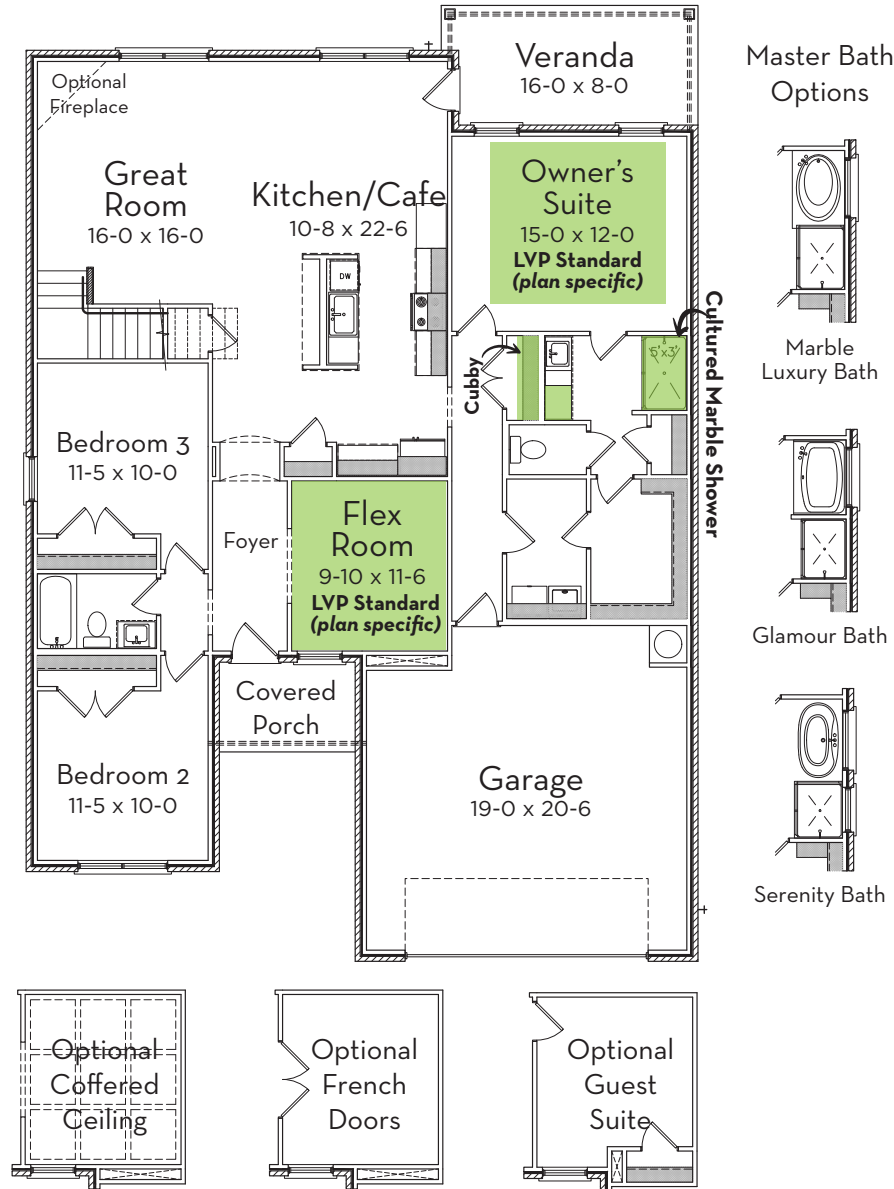 Veranda
16-0 x 8-0
Master Bath
Options
Optional
Fireplace
Great
Room
16-0 x 16-0
Kitchen/Cafe
10-8 x 22-6
DW
Owner's
Suite
15-0 x 12-0
LVP Standard
(plan specific)
Marble
Luxury Bath
Cubby
5'x3'
Cultured Marble Shower
Bedroom 3
11-5 x 10-0
Foyer
Flex
Room
9-10 x 11-6
LVP Standard
(plan specific)
Glamour Bath
Covered
Porch
Bedroom 2
11-5 x 10-0
Garage
19-0 x 20-6
Serenity Bath
Optional
Coffered
Ceiling
Optional
French
Doors
Optional
Guest
Suite